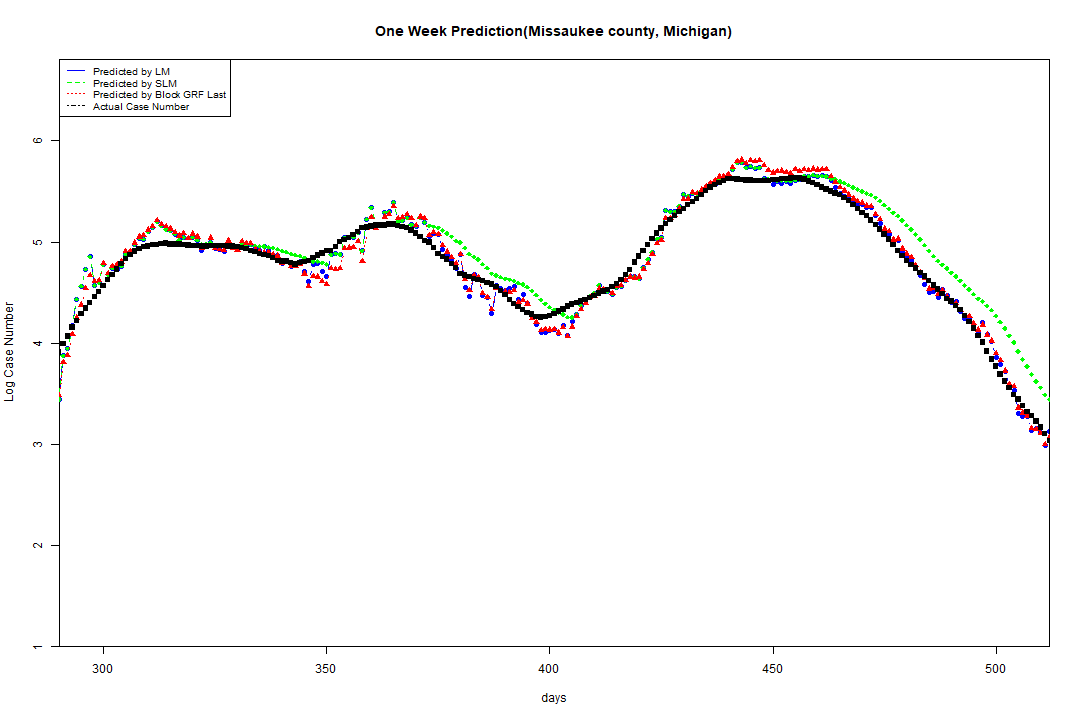 One Week Prediction(Missaukee county, Michigan)
Predicted by LM
Predicted by SLM
Predicted by Block GRF Last
Actual Case Number
6
5
4
3
2
1
Log Case Number
300 350 400 450 500
days